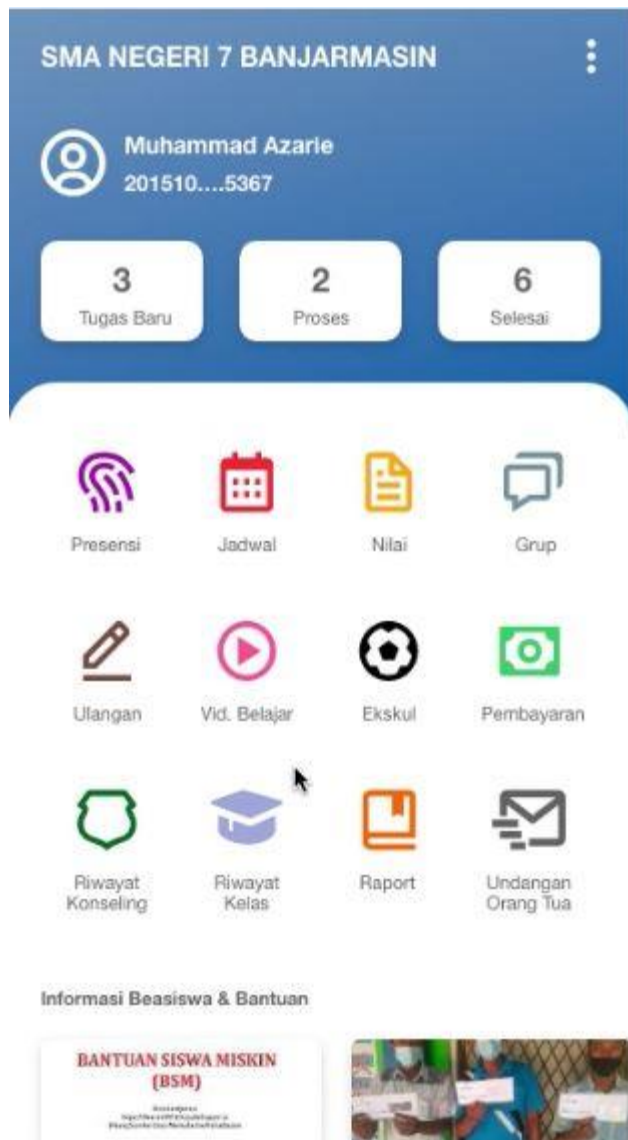 SMA NEGERI 7 BANJARMASIN
Muhammad Azarie
201510....5367
3 2 6
Tugas Baru Proses Selesai
Presensi Jadwal Nilai Grup
Ulangan Vid. Belajar Ekskul Pembayaran
Riwayat Riwayat Raport Undangan
Konseling Kelas Orang Tua
Informasi Beasiswa & Bantuan
BANTUAN SISWA MISKIN
(BSM)